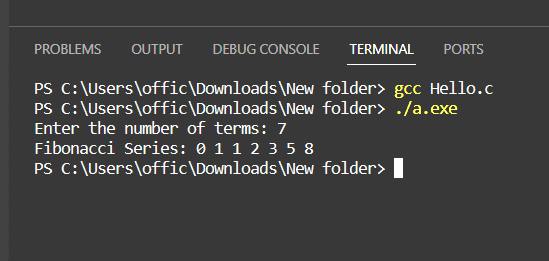 PROBLEMS OUTPUT DEBUG CONSOLE TERMINAL PORTS
PS C:\Users\offic\Downloads\New folder> gcc Hello.c
PS C:\Users\offic\Downloads\New folder> ./a.exe
Enter the number of terms: 7
Fibonacci Series: 0 1 1 2 3 5 8
PS C:\Users\offic\Downloads\New folder>